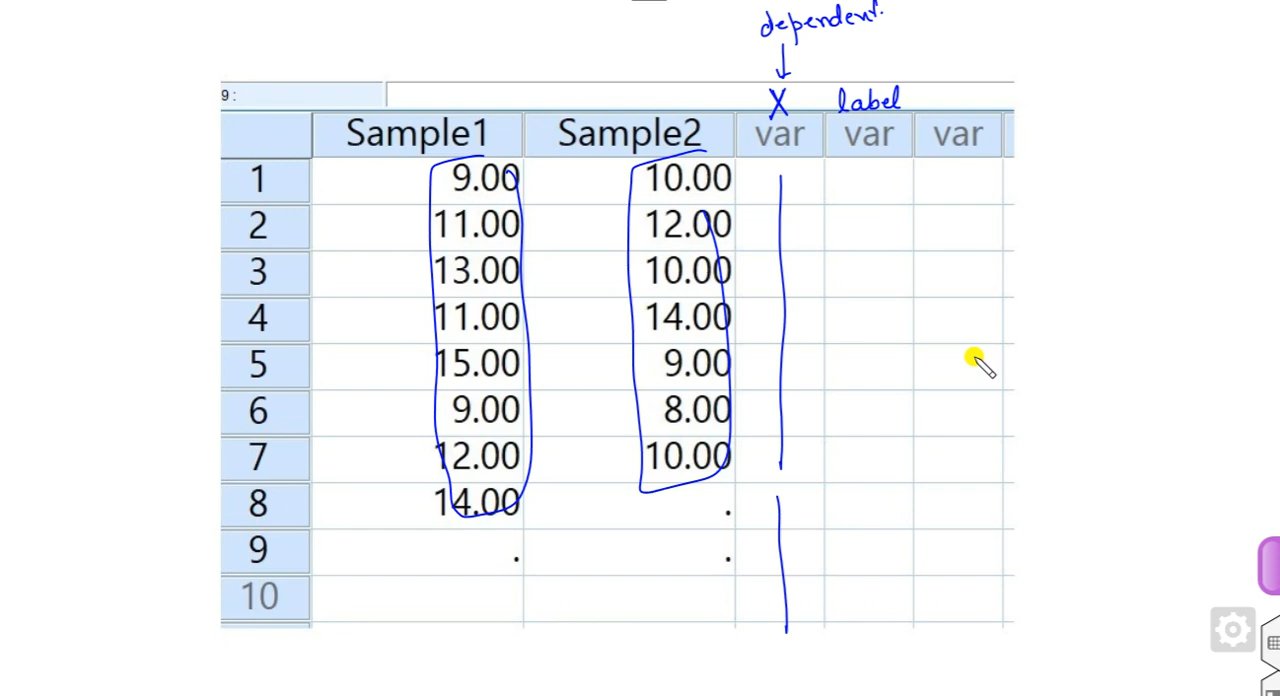 dependent.
9 :
X label
Sample1 Sample2 var var var
1 9.00 10.00
2 11.00 12.00
3 13.00 10.00
4 11.00 14.00
5 15.00 9.00
6 9.00 8.00
7 12.00 10.00
8 14.00 .
9 . .
10